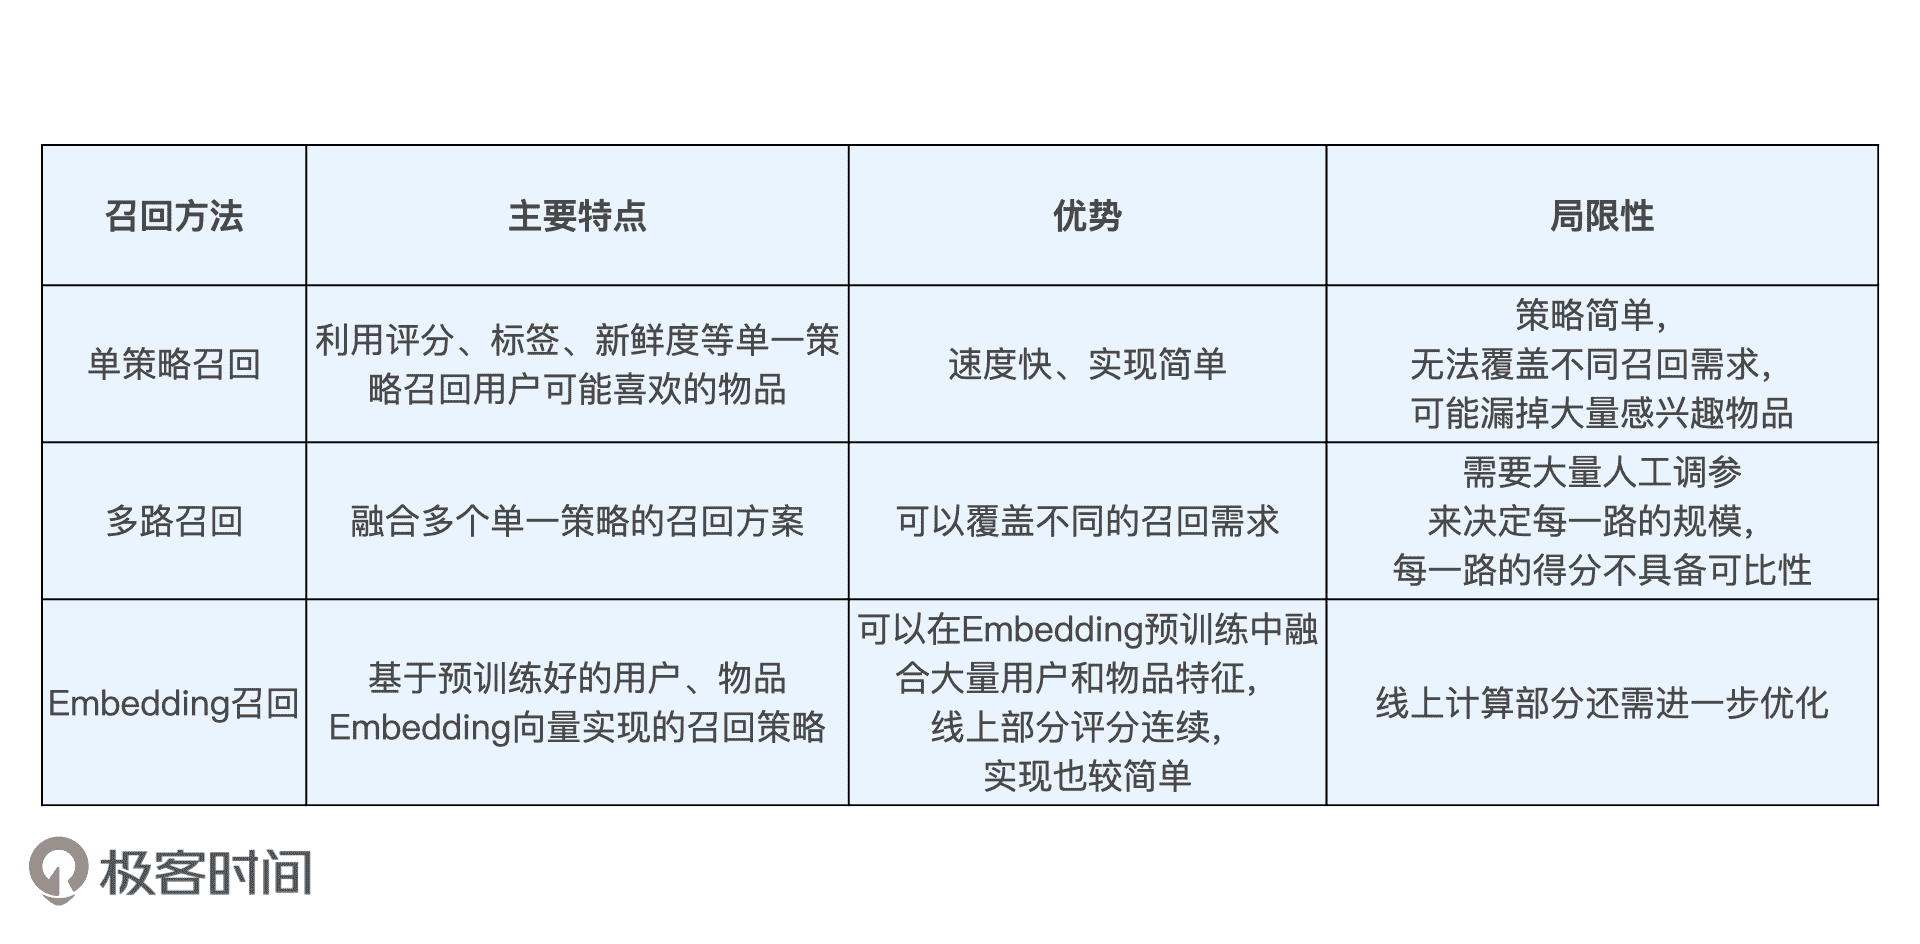 召回方法
主要特点
优势
局限性
单策略召回
利用评分、标签、新鲜度等单一策
略召回用户可能喜欢的物品
速度快、实现简单
策略简单，
无法覆盖不同召回需求，
可能漏掉大量感兴趣物品
多路召回
融合多个单一策略的召回方案
可以覆盖不同的召回需求
需要大量人工调参
来决定每一路的规模，
每一路的得分不具备可比性
Embedding召回
基于预训练好的用户、物品
Embedding向量实现的召回策略
可以在Embedding预训练中融
合大量用户和物品特征，
线上部分评分连续，
实现也较简单
线上计算部分还需进一步优化
极客时间